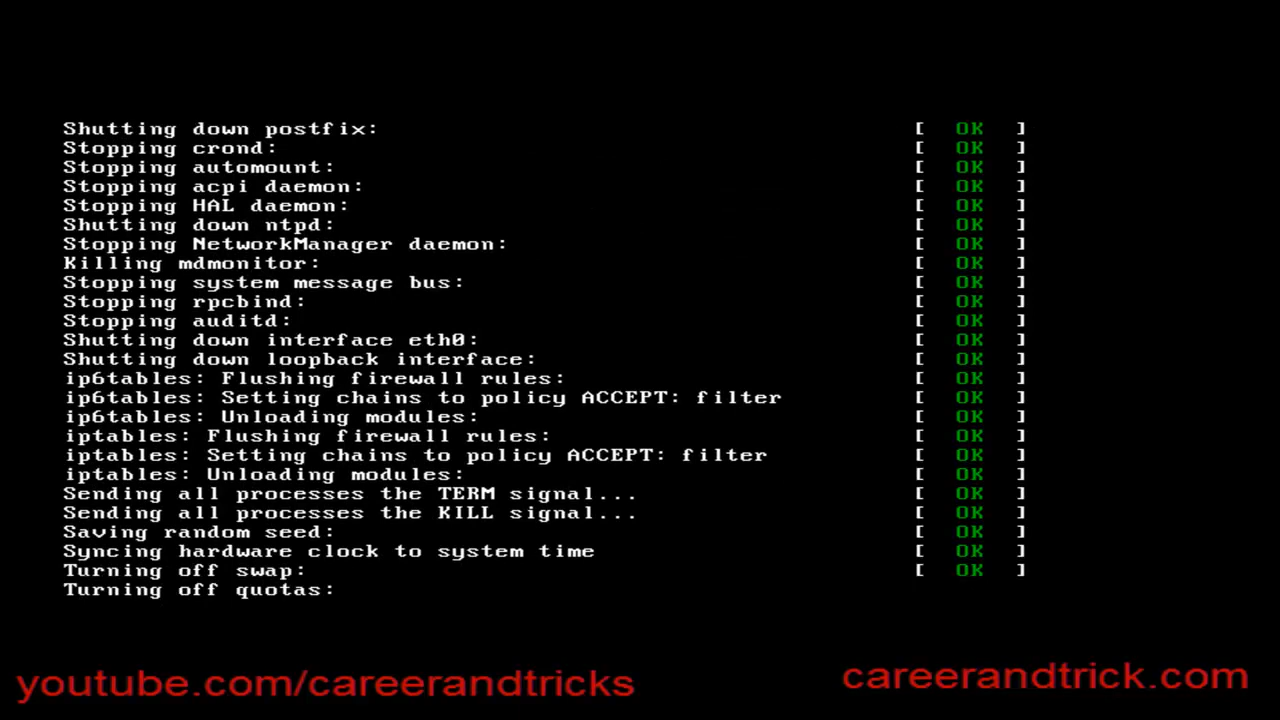 Shutting down postfix: [ OK ]
Stopping crond: [ OK ]
Stopping automount: [ OK ]
Stopping acpi daemon: [ OK ]
Stopping HAL daemon: [ OK ]
Shutting down ntpd: [ OK ]
Stopping NetworkManager daemon: [ OK ]
Killing mdmonitor: [ OK ]
Stopping system message bus: [ OK ]
Stopping rpcbind: [ OK ]
Stopping auditd: [ OK ]
Shutting down interface eth0: [ OK ]
Shutting down loopback interface: [ OK ]
ip6tables: Flushing firewall rules: [ OK ]
ip6tables: Setting chains to policy ACCEPT: filter [ OK ]
ip6tables: Unloading modules: [ OK ]
iptables: Flushing firewall rules: [ OK ]
iptables: Setting chains to policy ACCEPT: filter [ OK ]
iptables: Unloading modules: [ OK ]
Sending all processes the TERM signal... [ OK ]
Sending all processes the KILL signal... [ OK ]
Saving random seed: [ OK ]
Syncing hardware clock to system time [ OK ]
Turning off swap: [ OK ]
Turning off quotas:
youtube.com/careerandtricks
careerandtrick.com